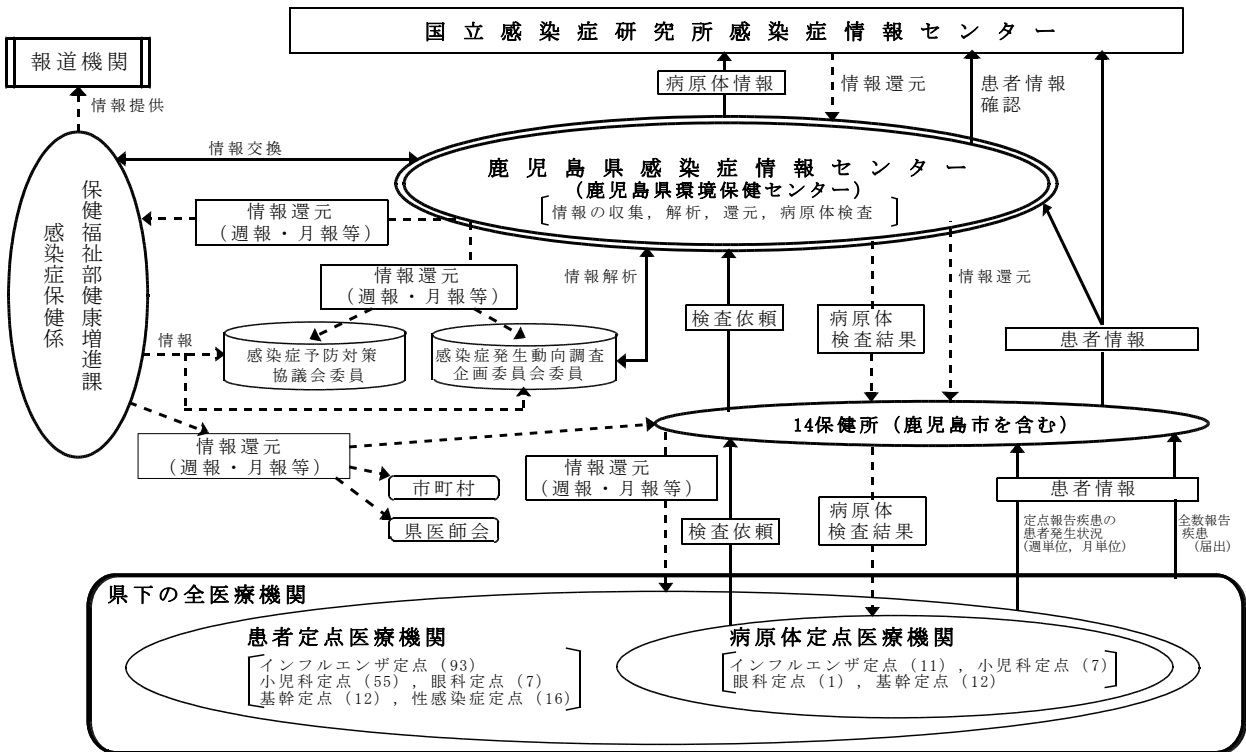 国立感染症研究所感染症情報センター
報道機関
情報提供
病原体情報
情報還元
患者情報
確認
情報交換
鹿児島県感染症情報センター
(鹿児島県環境保健センター)
情報の収集，解析，還元，病原体検査
保健福祉部健康増進課
感染症保健係
情報還元
(週報・月報等)
情報還元
(週報・月報等)
情報解析
情報還元
検査依頼
病原体
検査結果
患者情報
情報
感染症予防対策
協議会委員
感染症発生動向調査
企画委員会委員
14保健所（鹿児島市を含む）
情報還元
(週報・月報等)
市町村
県医師会
情報還元
(週報・月報等)
検査依頼
病原体
検査結果
患者情報
定点報告疾患の
患者発生状況
(週単位，月単位)
全数報告
疾患
(届出)
県下の全医療機関
患者定点医療機関
インフルエンザ定点（93）
小児科定点（55），眼科定点（7）
基幹定点（12），性感染症定点（16）
病原体定点医療機関
インフルエンザ定点（11），小児科定点（7）
眼科定点（1），基幹定点（12）